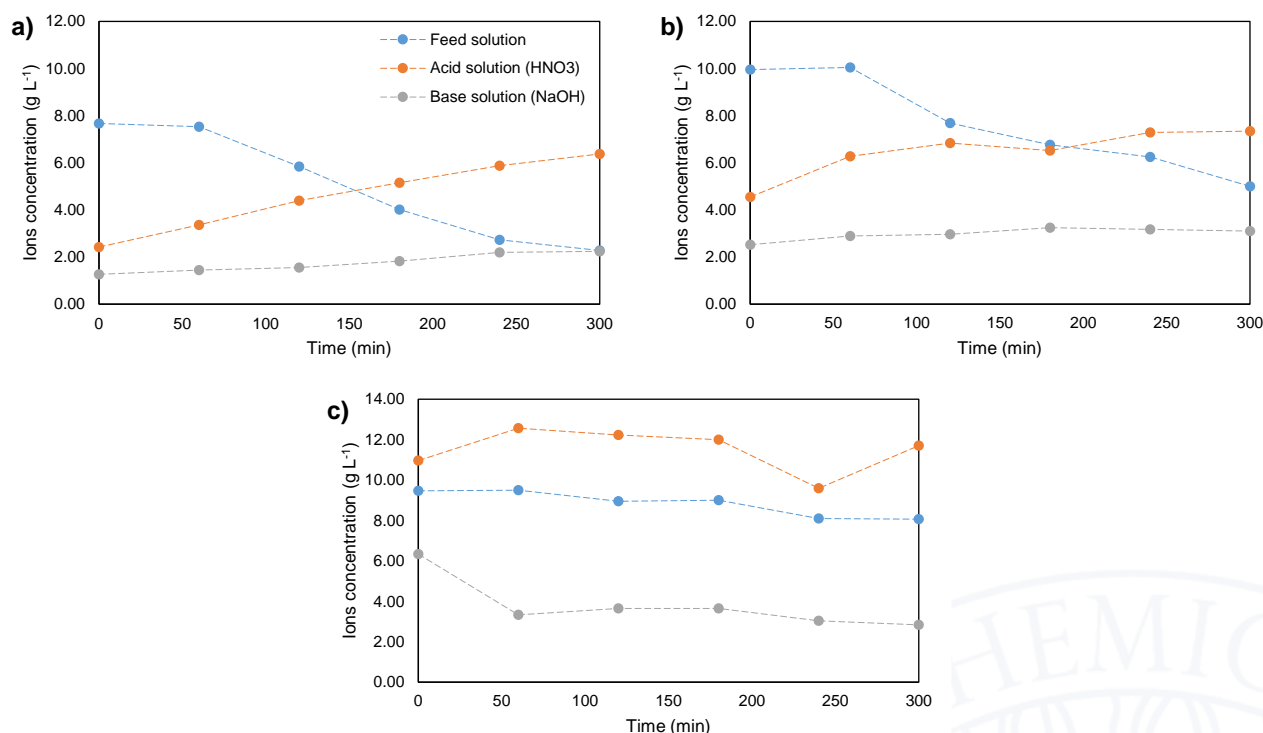 a)
12.00
10.00
8.00
6.00
4.00
2.00
0.00
Ions concentration (g L-1)
Feed solution
Acid solution (HNO3)
Base solution (NaOH)
0 50 100 150 200 250 300
Time (min)
b)
12.00
10.00
8.00
6.00
4.00
2.00
0.00
Ions concentration (g L-1)
0 50 100 150 200 250 300
Time (min)
c)
14.00
12.00
10.00
8.00
6.00
4.00
2.00
0.00
Ions concentration (g L-1)
0 50 100 150 200 250 300
Time (min)
HEMIC